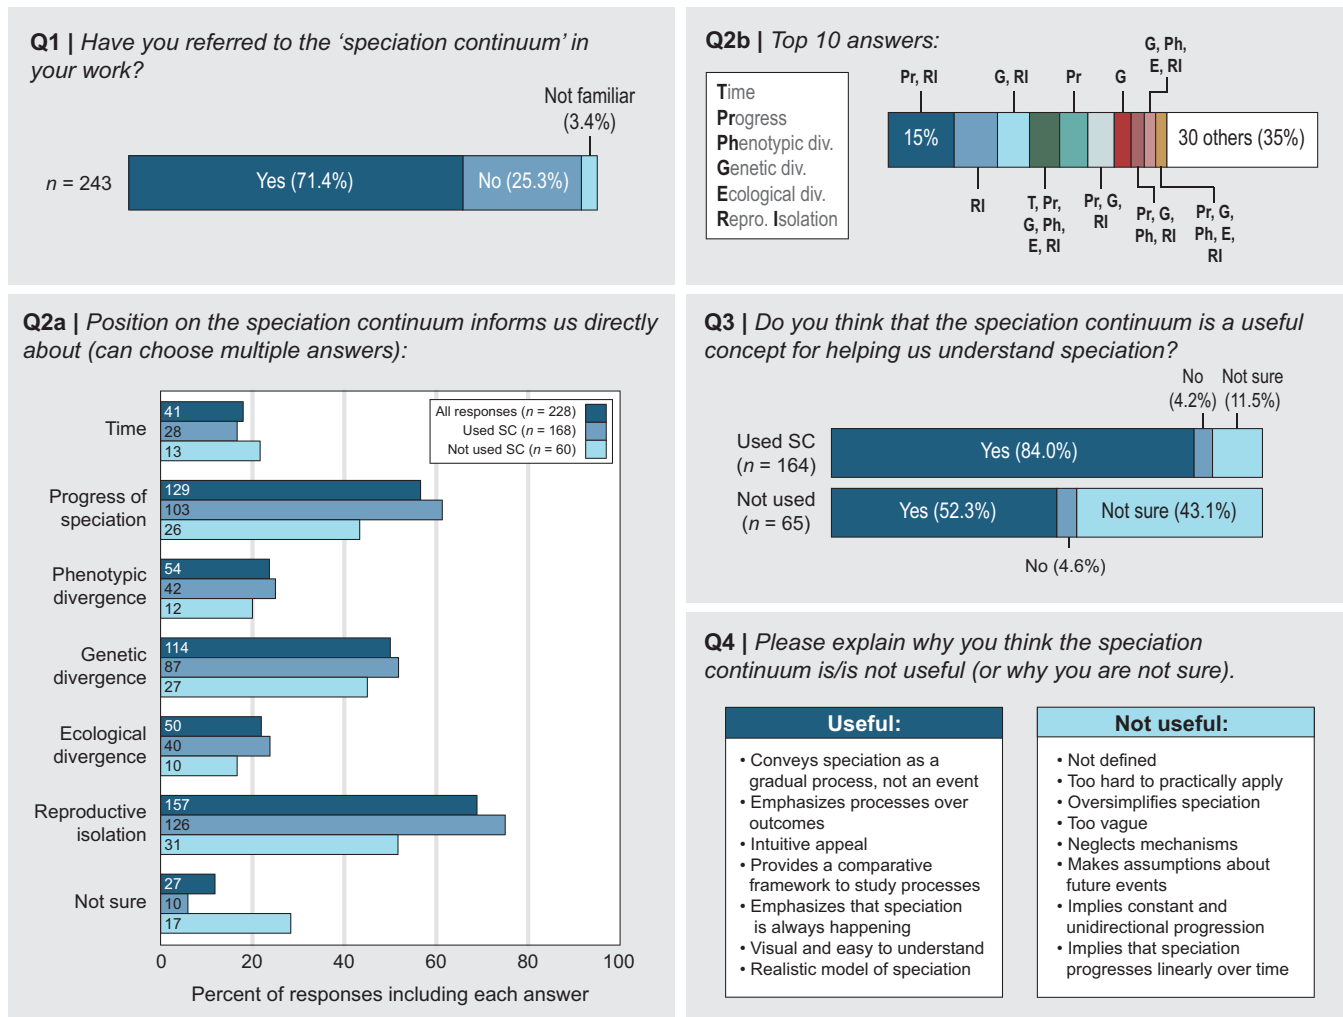 Q1 | Have you referred to the ‘speciation continuum’ in
your work?
Not familiar
(3.4%)
n = 243
Yes (71.4%)
No (25.3%)
Q2b | Top 10 answers:
Time
Progress
Phenotypic div.
Genetic div.
Ecological div.
Repro. Isolation
G, Ph,
E, RI
Pr, RI
G, RI
Pr
G
15%
30 others (35%)
RI
T, Pr,
G, Ph,
E, RI
Pr, G,
RI
Pr, G,
Ph, RI
Pr, G,
Ph, E,
RI
Q2a | Position on the speciation continuum informs us directly
about (can choose multiple answers):
All responses (n = 228)
Used SC (n = 168)
Not used SC (n = 60)
Time
41
28
13
Progress of
speciation
129
103
26
Phenotypic
divergence
54
42
12
Genetic
divergence
114
87
27
Ecological
divergence
50
40
10
Reproductive
isolation
157
126
31
Not sure
27
10
17
0 20 40 60 80 100
Percent of responses including each answer
Q3 | Do you think that the speciation continuum is a useful
concept for helping us understand speciation?
No
(4.2%)
Not sure
(11.5%)
Used SC
(n = 164)
Yes (84.0%)
Not used
(n = 65)
Yes (52.3%)
Not sure (43.1%)
No (4.6%)
Q4 | Please explain why you think the speciation
continuum is/is not useful (or why you are not sure).
Useful:
• Conveys speciation as a
gradual process, not an event
• Emphasizes processes over
outcomes
• Intuitive appeal
• Provides a comparative
framework to study processes
• Emphasizes that speciation
is always happening
• Visual and easy to understand
• Realistic model of speciation
Not useful:
• Not defined
• Too hard to practically apply
• Oversimplifies speciation
• Too vague
• Neglects mechanisms
• Makes assumptions about
future events
• Implies constant and
unidirectional progression
• Implies that speciation
progresses linearly over time